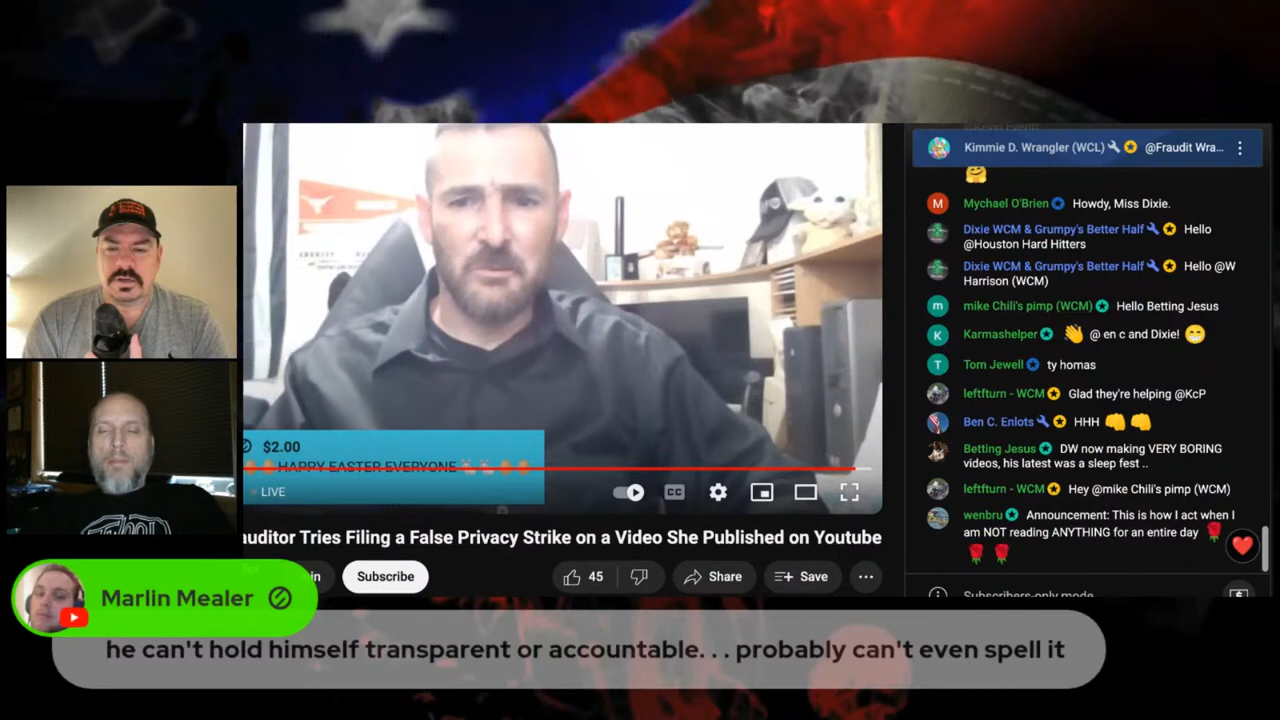 Kimmie D. Wrangler (WCL) @Fraudit Wra...
Mychael O'Brien Howdy, Miss Dixie.
Dixie WCM & Grumpy's Better Half Hello
@Houston Hard Hitters
Dixie WCM & Grumpy's Better Half Hello @W
Harrison (WCM)
m mike Chili's pimp (WCM) Hello Betting Jesus
K Karmashelper @ en c and Dixie!
T Tom Jewell ty homas
leftfturn - WCM Glad they're helping @KcP
Ben C. Enlots HHH
Betting Jesus DW now making VERY BORING
videos, his latest was a sleep fest ..
leftfturn - WCM Hey @mike Chili's pimp (WCM)
wenbru Announcement: This is how I act when I
am NOT reading ANYTHING for an entire day
Subscribers-only mode
SHERIFF
$2.00
HAPPY EASTER EVERYONE
LIVE
CC
auditor Tries Filing a False Privacy Strike on a Video She Published on Youtube
in
Subscribe
45
Share
Save
Marlin Mealer
he can't hold himself transparent or accountable. . . probably can't even spell it